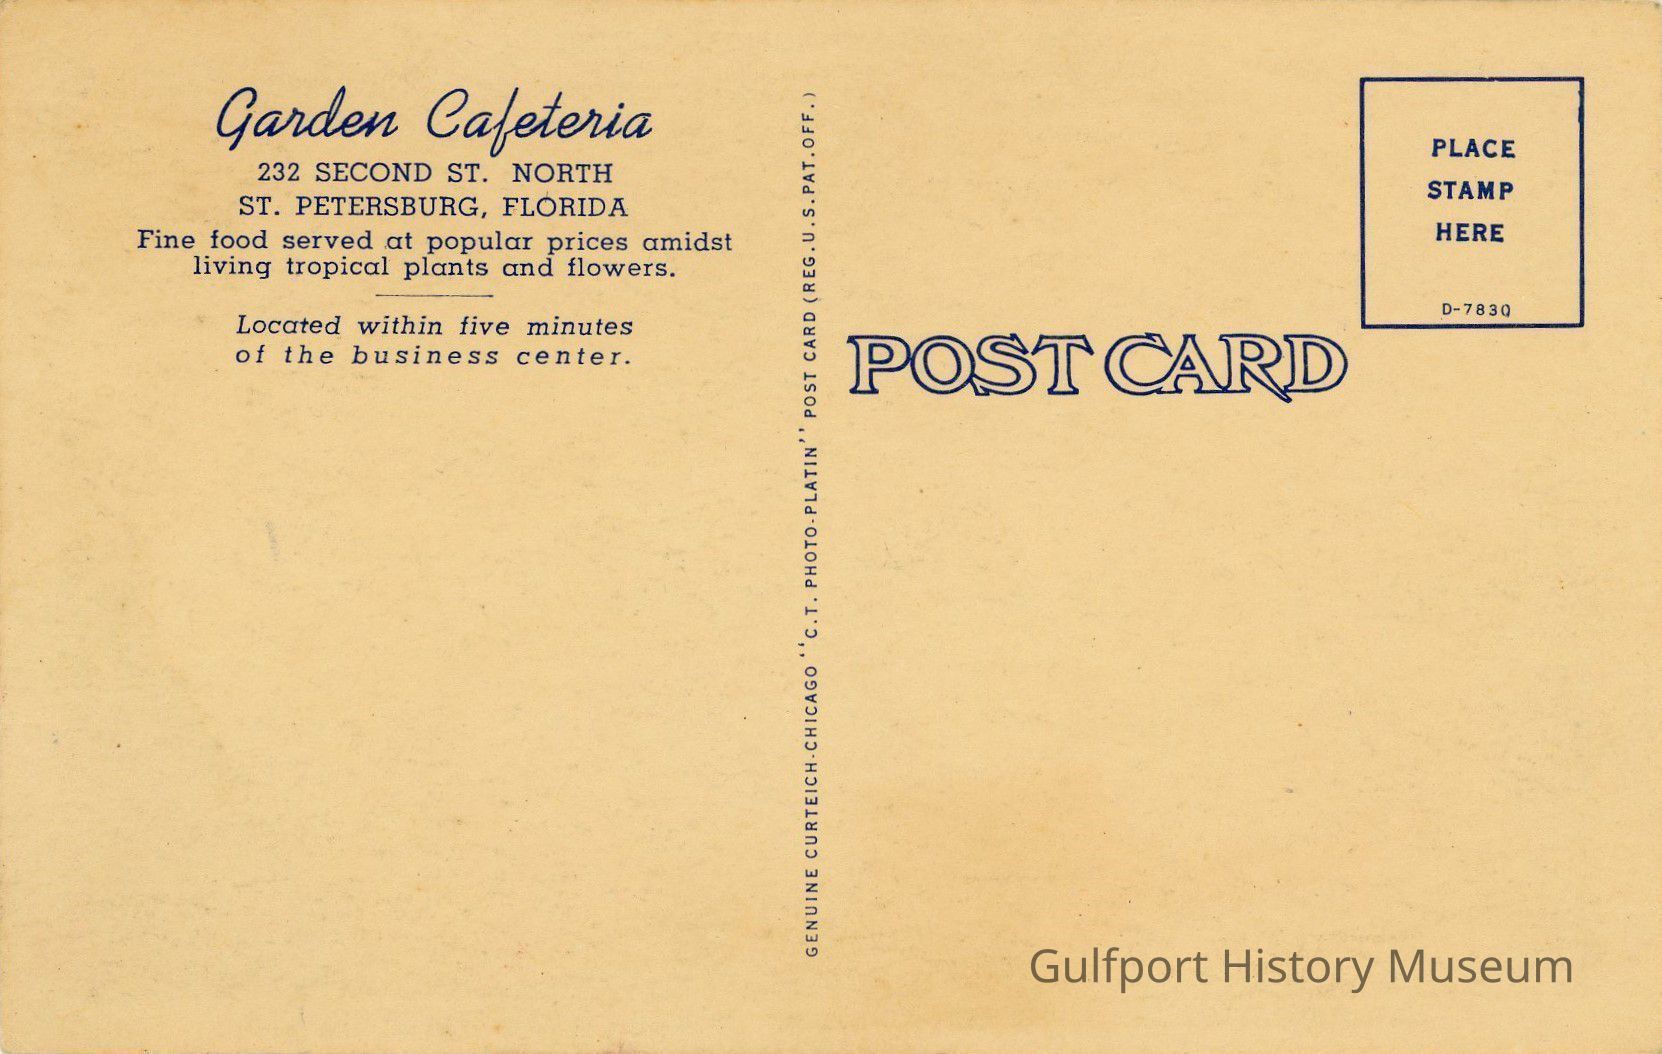 Garden Cafeteria
232 SECOND ST. NORTH
ST. PETERSBURG, FLORIDA
Fine food served at popular prices amidst
living tropical plants and flowers.
Located within five minutes
of the business center.
GENUINE CURTEICH-CHICAGO "C.T. PHOTO-PLATIN" POST CARD (REG.U.S.PAT.OFF.)
PLACE
STAMP
HERE
D-7830
POST CARD
Gulfport History Museum